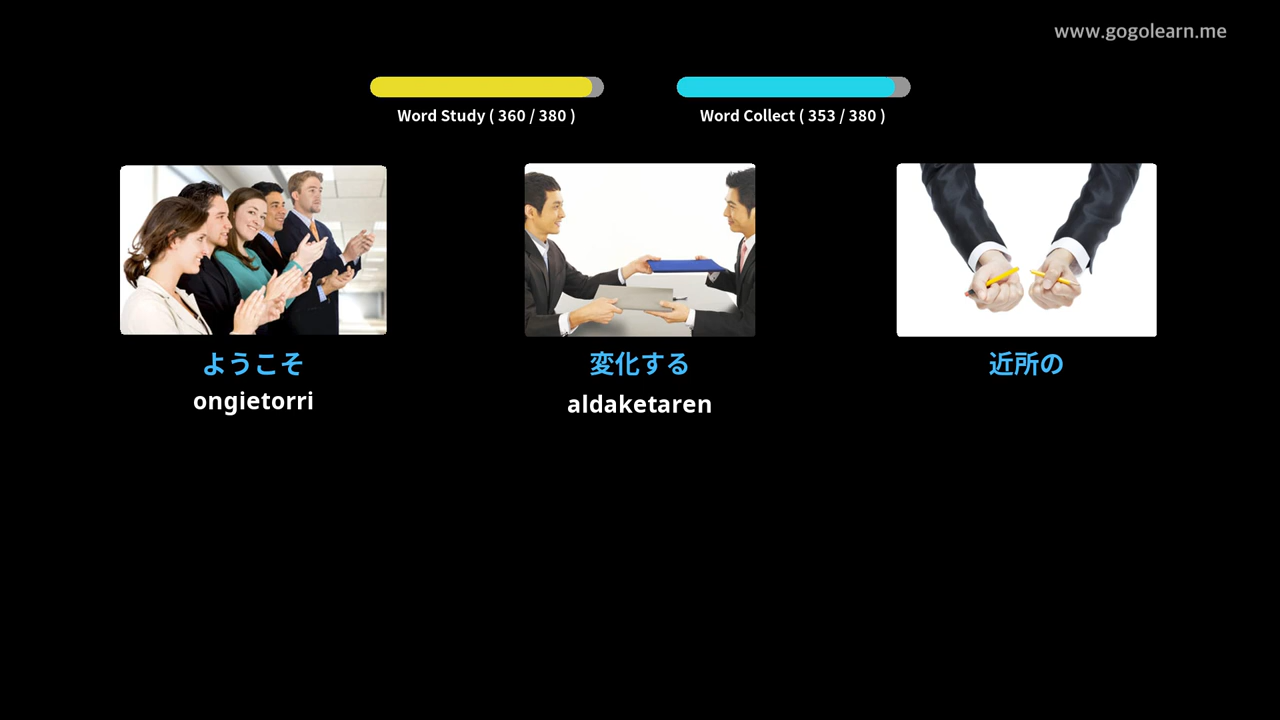 www.gogolearn.me
Word Study ( 360 / 380 )
Word Collect ( 353 / 380 )
ようこそ
ongietorri
変化する
aldaketaren
近所の